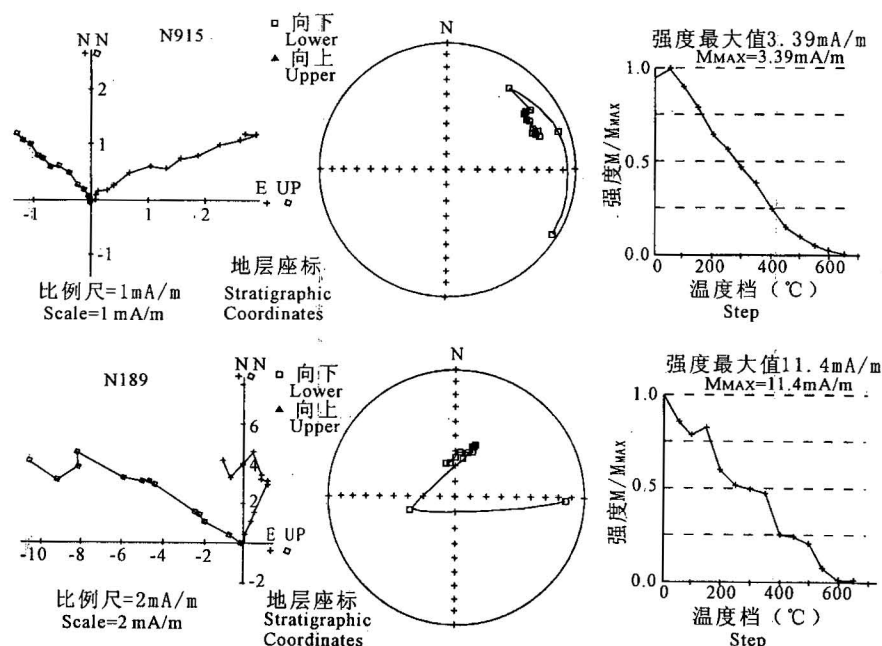 N N
N915
向下
Lower
向上
Upper
2
1
-1
1
2
E UP
-1
比例尺=1mA/m
Scale=1 mA/m
地层座标
Stratigraphic
Coordinates
N
强度最大值3.39mA/m
MMAX=3.39mA/m
强度M/MMAX
1.0
0.5
0.0
0
200
400
600
温度档（℃）
Step
N189
N N
向下
Lower
向上
Upper
6
4
2
-2
-10
-8
-6
-4
-2
E UP
比例尺=2mA/m
Scale=2 mA/m
地层座标
Stratigraphic
Coordinates
N
强度最大值11.4mA/m
MMAX=11.4mA/m
强度M/MMAX
1.0
0.5
0.0
0
200
400
600
温度档（℃）
Step